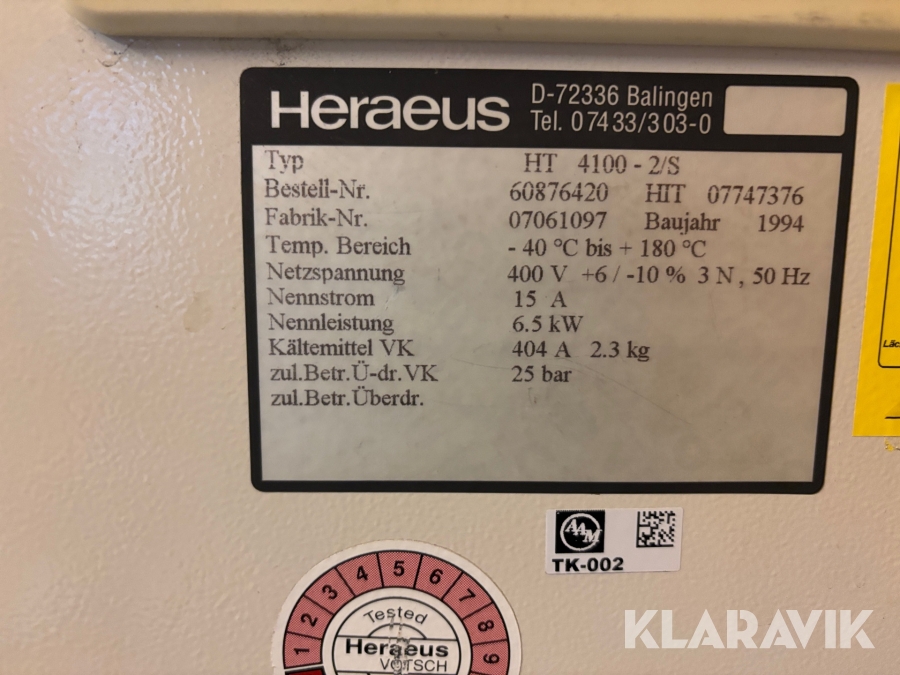 Heraeus
D-72336 Balingen
Tel. 07433/303-0
Typ HT 4100 - 2/S
Bestell-Nr. 60876420 HIT 07747376
Fabrik-Nr. 07061097 Baujahr 1994
Temp. Bereich - 40 °C bis + 180 °C
Netzspannung 400 V +6 / -10 % 3 N , 50 Hz
Nennstrom 15 A
Nennleistung 6.5 kW
Kältemittel VK 404 A 2.3 kg
zul.Betr.Ü-dr.VK 25 bar
zul.Betr.Überdr.
AAM
TK-002
1 2 3 4 5 6 7 8 9
Tested
Heraeus
VÖTSCH
KLARAVIK